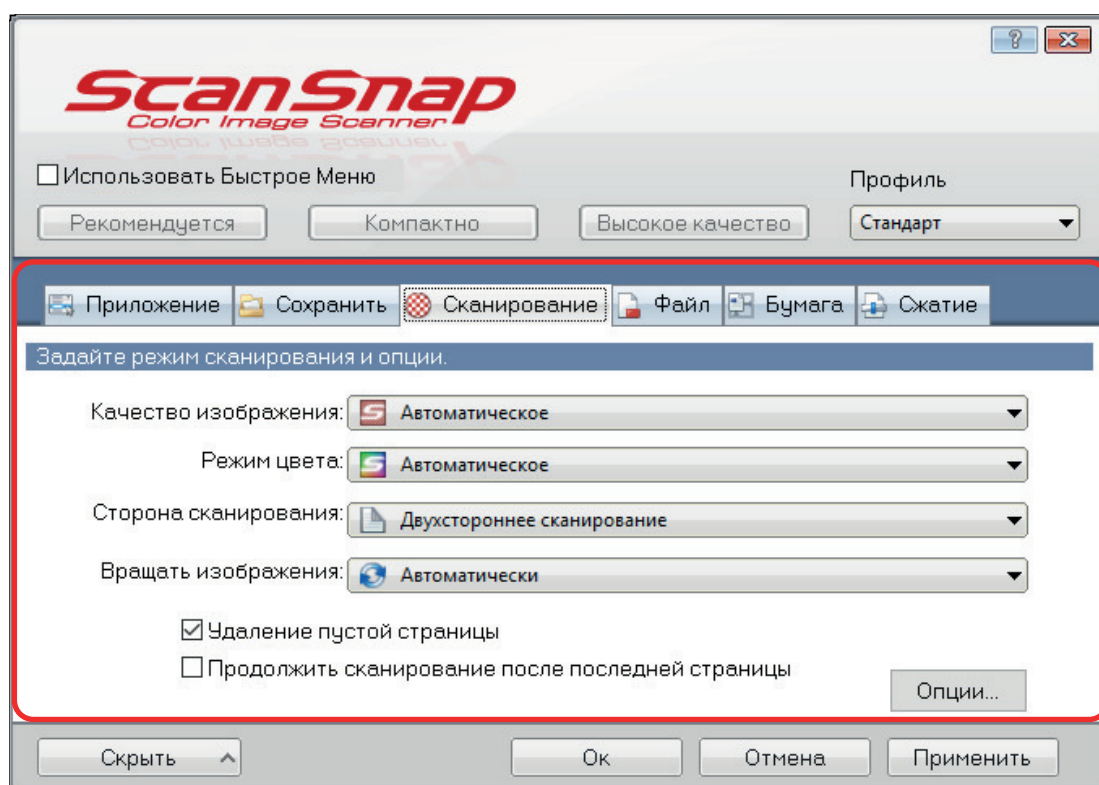 ?
ScanSnap
Color Image Scanner
Использовать Быстрое Меню
Профиль
Рекомендуется Компактно Высокое качество Стандарт
Приложение Сохранить Сканирование Файл Бумага Сжатие
Задайте режим сканирования и опции.
Качество изображения: Автоматическое
Режим цвета: Автоматическое
Сторона сканирования: Двухстороннее сканирование
Вращать изображения: Автоматически
Удаление пустой страницы
Продолжить сканирование после последней страницы
Опции...
Скрыть Ок Отмена Применить